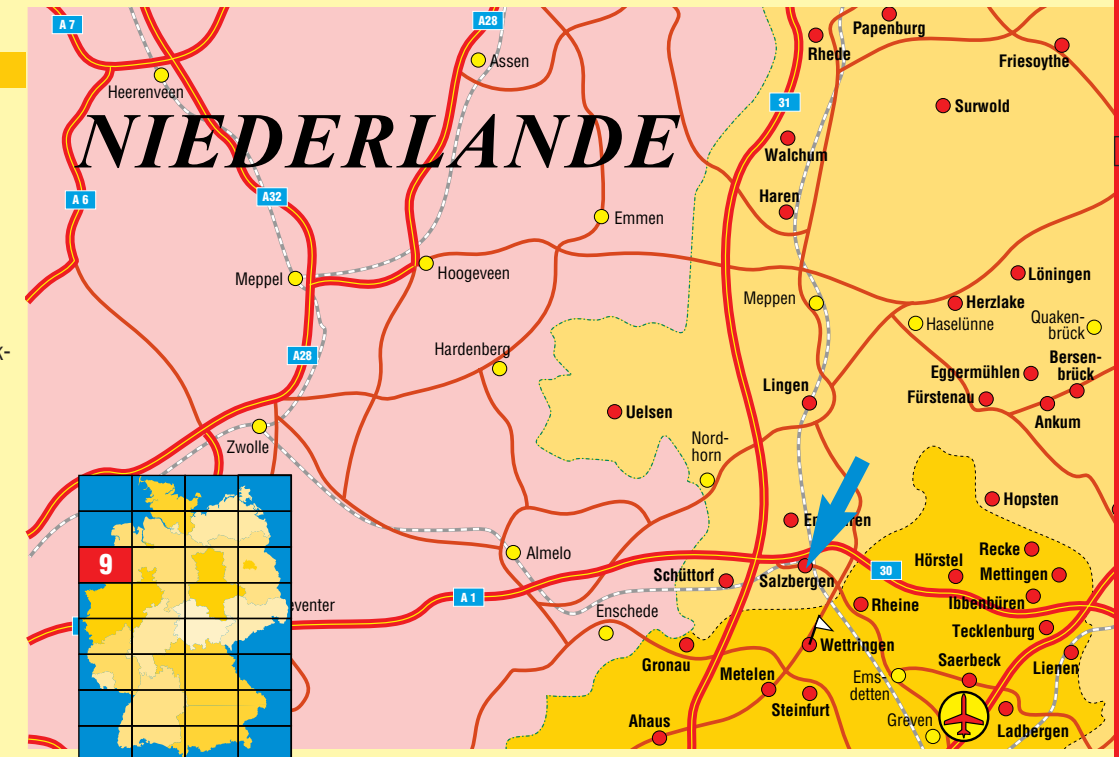 A 7
A28
Papenburg
Rhede
Assen
Friesoythe
Heerenveen
31
Surwold
NIEDERLANDE
Walchum
A 6
A32
Haren
Emmen
Meppel
Hoogeveen
Löningen
Meppen
Herzlake
Haselünne
Quaken-
brück
k-
A28
Hardenberg
Bersen-
brück
Eggermühlen
Lingen
Fürstenau
Uelsen
Ankum
Zwolle
Nord-
horn
Hopsten
9
Almelo
Recke
Hörstel
Schüttorf
Salzbergen
30
Mettingen
A 1
eventer
Enschede
Rheine
Ibbenbüren
Tecklenburg
Wettringen
Gronau
Saerbeck
Lienen
Metelen
Ems-
detten
Steinfurt
Ahaus
Greven
Ladbergen